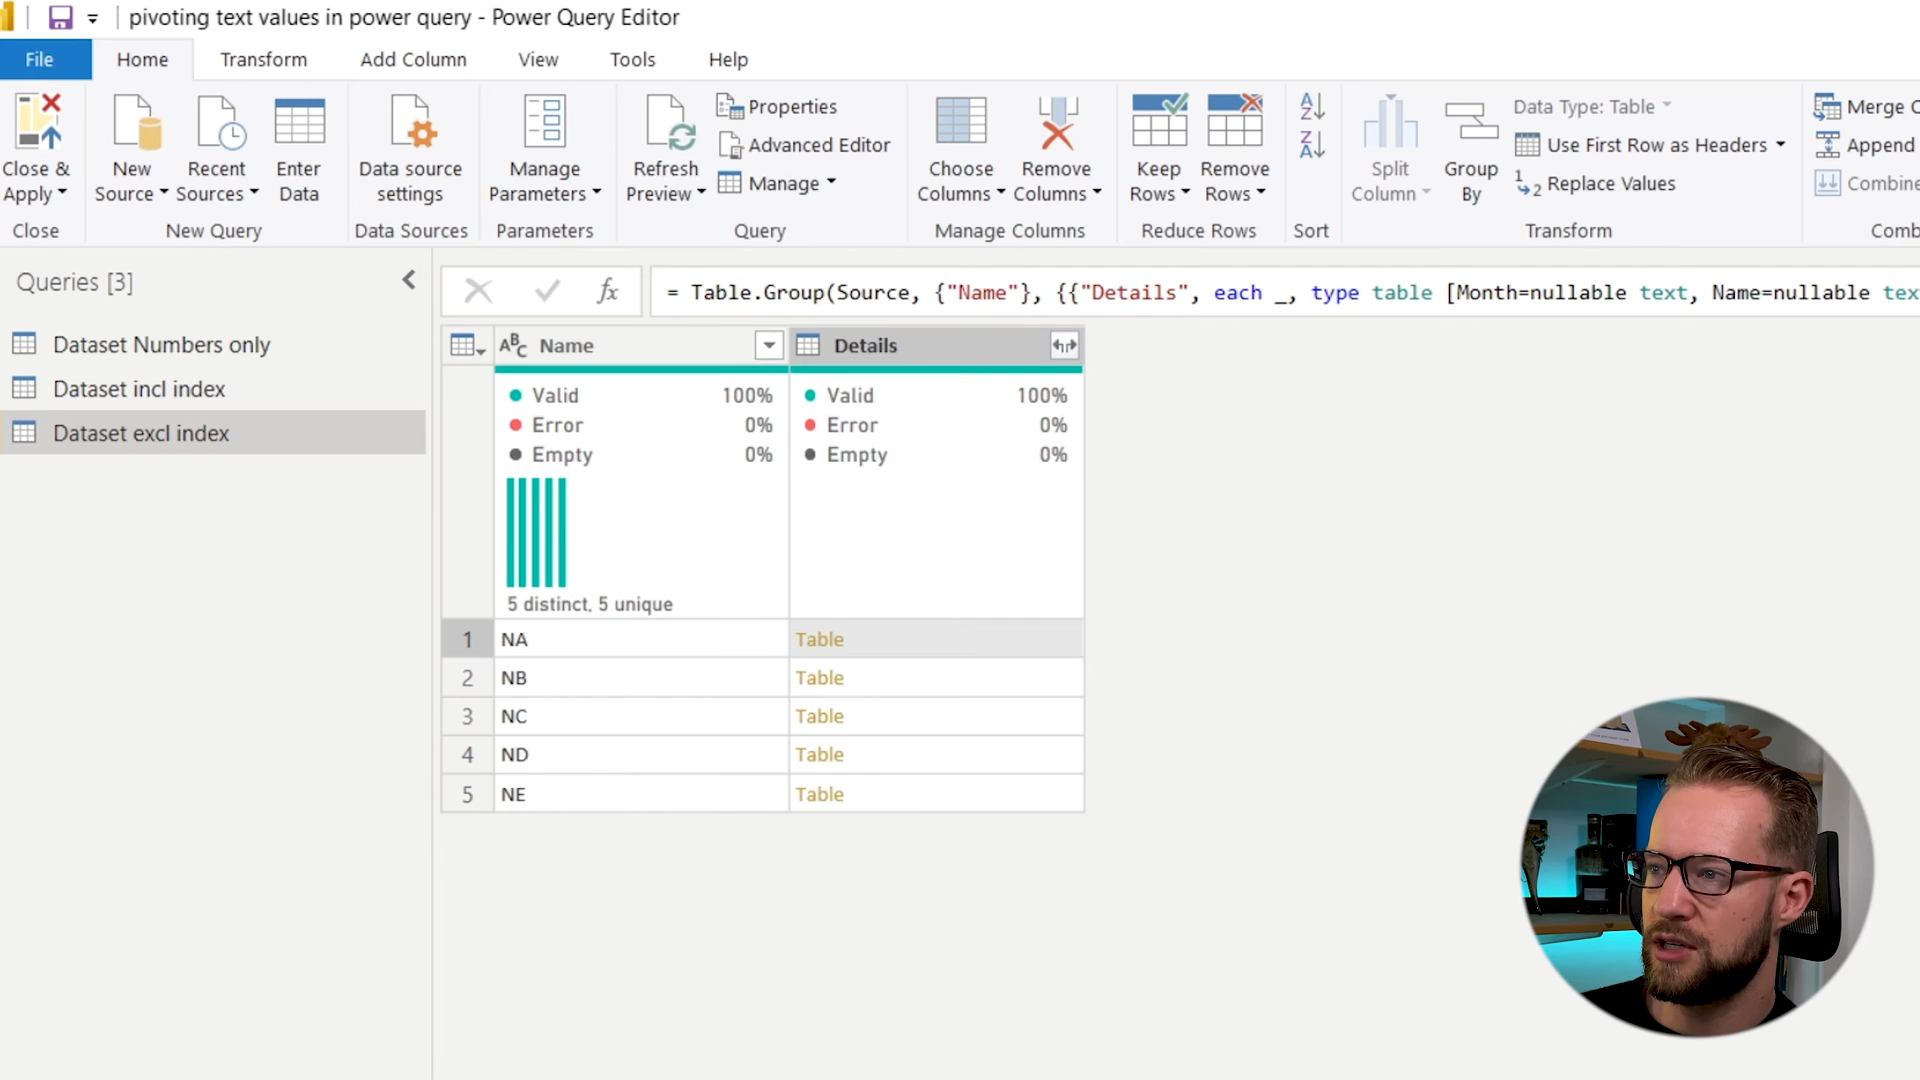 pivoting text values in power query - Power Query Editor
File Home Transform Add Column View Tools Help
Close & Apply
New Source
Recent Sources
Enter Data
Data source settings
Manage Parameters
Refresh Preview
Properties
Advanced Editor
Manage
Choose Columns
Remove Columns
Keep Rows
Remove Rows
Split Column
Group By
Data Type: Table
Use First Row as Headers
Replace Values
Merge
Append
Combine
Close
New Query
Data Sources
Parameters
Query
Manage Columns
Reduce Rows
Sort
Transform
Comb
Queries [3]
Dataset Numbers only
Dataset incl index
Dataset excl index
fx
= Table.Group(Source, {"Name"}, {{"Details", each _, type table [Month=nullable text, Name=nullable tex
ABC Name
Details
Valid 100%
Error 0%
Empty 0%
5 distinct, 5 unique
Valid 100%
Error 0%
Empty 0%
1 NA Table
2 NB Table
3 NC Table
4 ND Table
5 NE Table